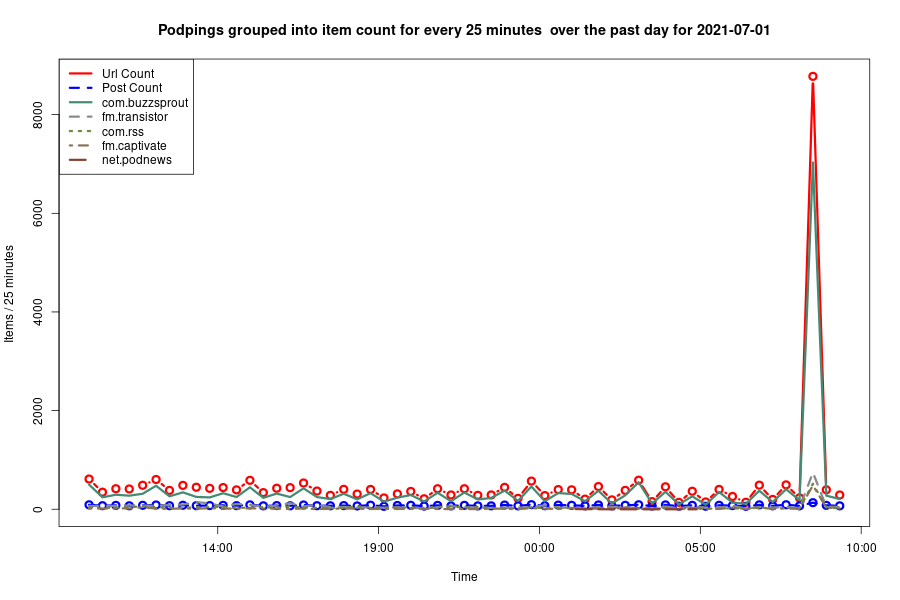 Podpings grouped into item count for every 25 minutes  over the past day for 2021-07-01
Url Count
Post Count
com.buzzsprout
fm.transistor
com.rss
fm.captivate
net.podnews
Items / 25 minutes
8000
6000
4000
2000
0
14:00 19:00 00:00 05:00 10:00
Time